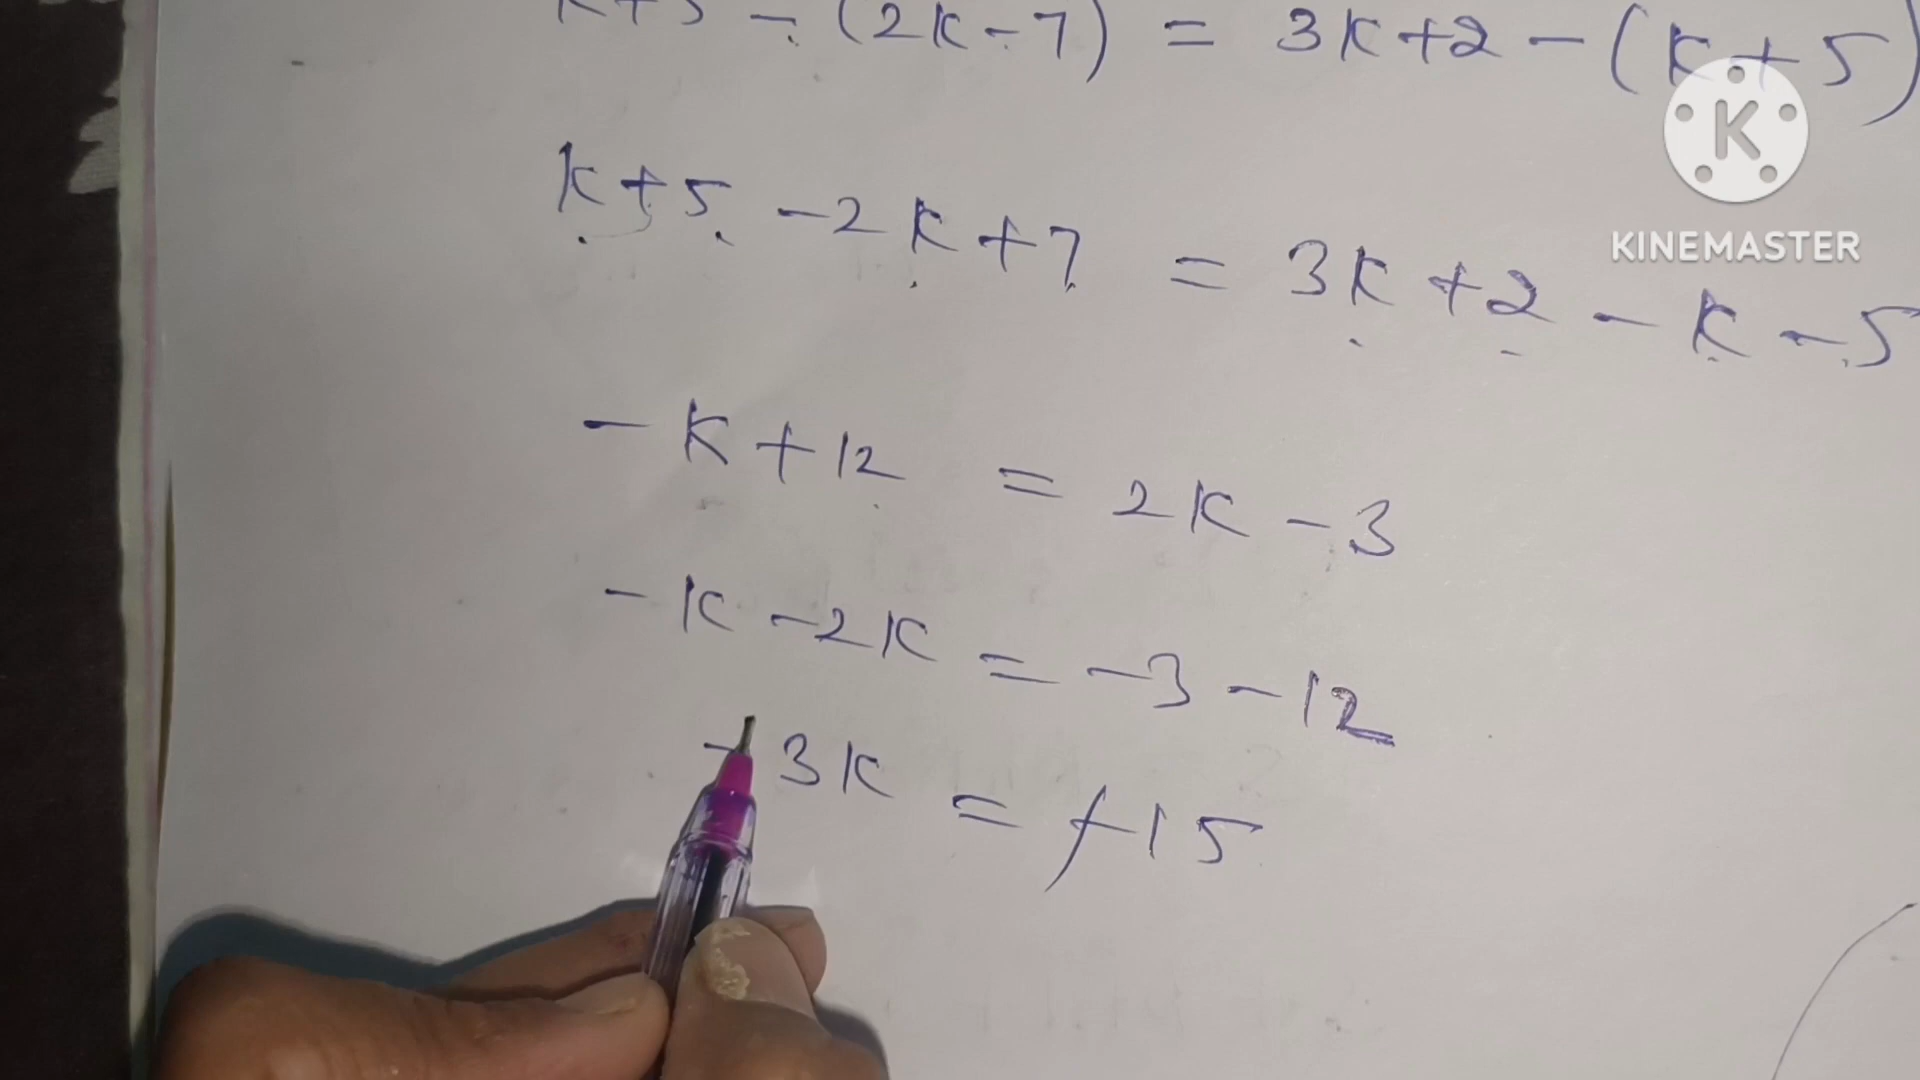 k+5 - (2k-7) = 3k+2 - (k+5)
K
KINEMASTER
k+5 -2k+7 = 3k+2 - k - 5
- k + 12 = 2k - 3
- k - 2k = -3 - 12
- 3k = -15